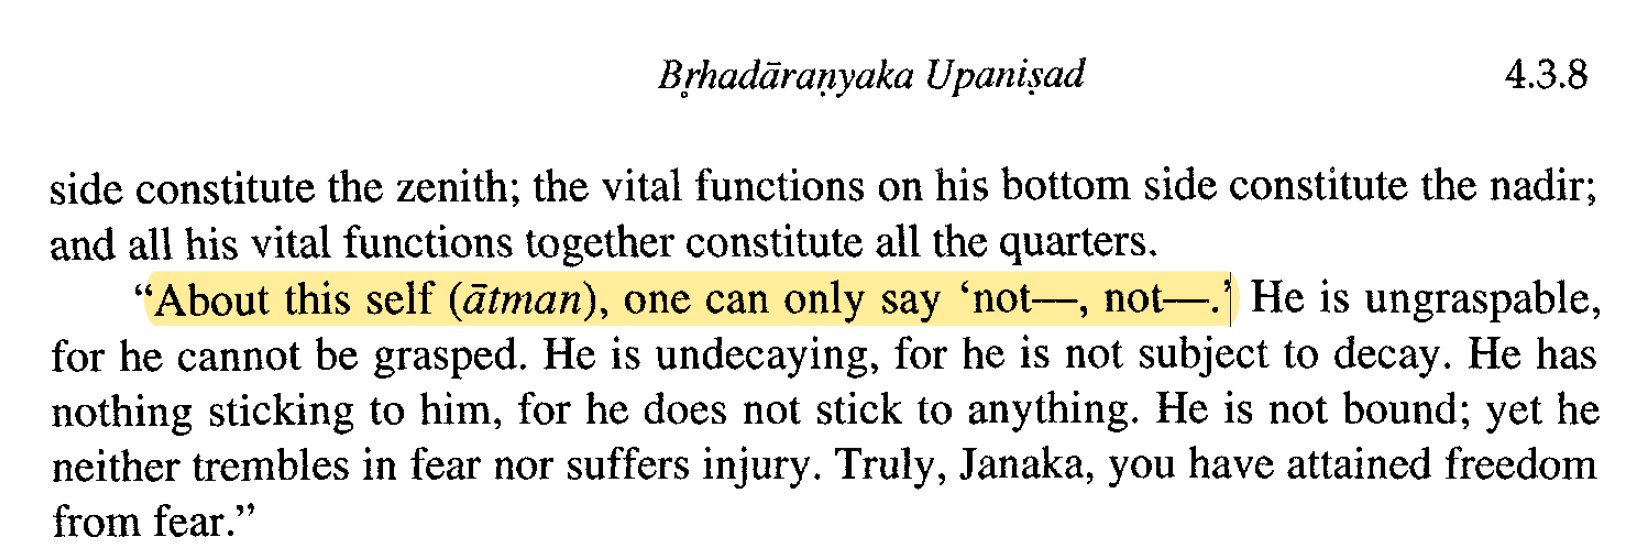 Bṛhadāraṇyaka Upaniṣad 4.3.8
side constitute the zenith; the vital functions on his bottom side constitute the nadir;
and all his vital functions together constitute all the quarters.
“About this self (ātman), one can only say ‘not—, not—.’ He is ungraspable,
for he cannot be grasped. He is undecaying, for he is not subject to decay. He has
nothing sticking to him, for he does not stick to anything. He is not bound; yet he
neither trembles in fear nor suffers injury. Truly, Janaka, you have attained freedom
from fear.”